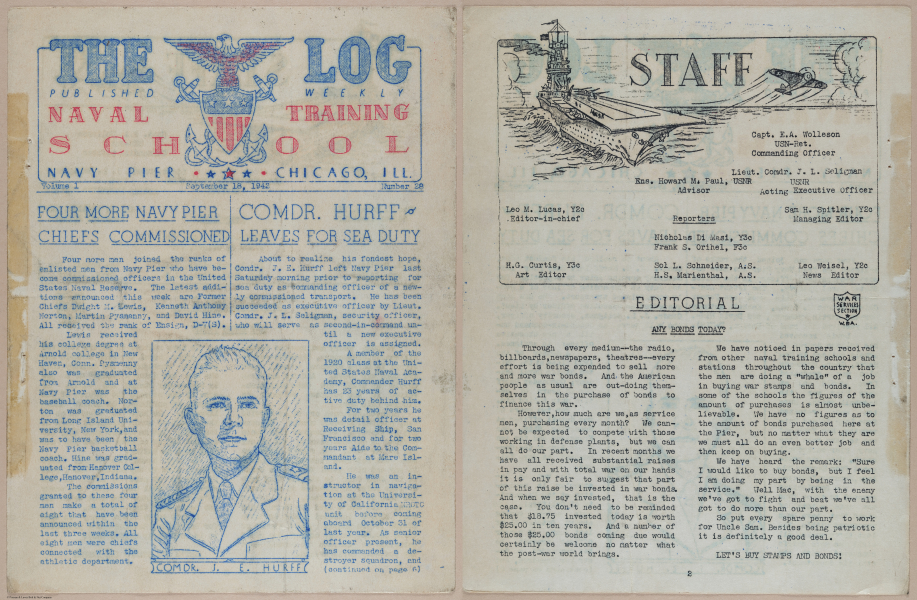 THE LOG
PUBLISHED WEEKLY
NAVAL TRAINING
SCHOOL
NAVY PIER CHICAGO, ILL.
Volume 1 September 18, 1942 Number 28
FOUR MORE NAVY PIER
CHIEFS COMMISSIONED
Four more men joined the ranks of
enlisted men from Navy Pier who have be-
come commissioned officers in the United
States Naval Reserve. The latest addi-
tions announced this week are Former
Chiefs Dwight M. Lewis, Kenneth Anthony
Horton, Martin Pysmanny, and David Hine.
All received the rank of Ensign, D-V(S).
Lewis received
his college degree at
Arnold college in New
Haven, Conn. Pysmanny
also was graduated
from Arnold and at
Navy Pier was the
baseball coach. Hor-
ton was graduated
from Long Island Uni-
versity, New York, and
was to have been the
Navy Pier basketball
coach. Hine was grad-
uated from Hanover Col-
lege, Hanover, Indiana.
The commissions
granted to these four
men make a total of
eight that have been
announced within the
last three weeks. All
eight men were chiefs
connected with the
athletic department.
COMDR. HURFF
LEAVES FOR SEA DUTY
About to realize his fondest hope,
Comdr. J. E. Hurff left Navy Pier last
Saturday morning prior to reporting for
sea duty as commanding officer of a new-
ly commissioned transport. He has been
succeeded as executive officer by Lieut.
Comdr. J. L. Seligman, security officer,
who will serve as second-in-command un-
til a new executive
officer is assigned.
A member of the
1920 class at the Uni-
ted States Naval Aca-
demy, Commander Hurff
has 23 years of ac-
tive duty behind him.
For two years he
was detail officer at
Receiving Ship, San
Francisco and for two
years Aide to the Com-
mandant at Mare Isl-
and.
He was an in-
structor in naviga-
tion at the Universi-
ty of California NROTC
unit before coming
aboard October 31 of
last year. As senior
officer present, he
has commanded a de-
stroyer squadron, and
(continued on page 6)
COMDR. J. E. HURFF
STAFF
Capt. E.A. Wolleson
USN-Ret.
Commanding Officer
Lieut. Comdr. J. L. Seligman
Ens. Howard M. Paul, USNR USNR
Advisor Acting Executive Officer
Leo M. Lucas, Y2c Sam H. Spitler, Y2c
Editor-in-chief Reporters Managing Editor
Nicholas Di Masi, Y3c
Frank S. Orihel, F3c
H.G. Curtis, Y3c Sol L. Schneider, A.S. Leo Weisel, Y2c
Art Editor H.S. Marienthal, A.S. News Editor
EDITORIAL
WAR
SERVICES
SECTION
W.P.A.
ANY BONDS TODAY?
Through every medium--the radio,
billboards,newspapers, theatres--every
effort is being expended to sell more
and more war bonds. And the American
people as usual are out-doing them-
selves in the purchase of bonds to
finance this war.
However,how much are we,as service
men, purchasing every month? We can-
not be expected to compete with those
working in defense plants, but we can
all do our part. In recent months we
have all received substantial raises
in pay and with total war on our hands
it is only fair to suggest that part
of this raise be invested in war bonds.
And when we say invested, that is the
case. You don't need to be reminded
that $18.75 invested today is worth
$25.00 in ten years. And a number of
those $25.00 bonds coming due would
certainly be welcome no matter what
the post-war world brings.
We have noticed in papers received
from other naval training schools and
stations throughout the country that
the men are doing a "whale" of a job
in buying war stamps and bonds. In
some of the schools the figures of the
amount of purchases is almost unbe-
lievable. We have no figures as to
the amount of bonds purchased here at
the Pier, but no matter what they are
we must all do an even better job and
then keep on buying.
We have heard the remark: "Sure
I would like to buy bonds, but I feel
I am doing my part by being in the
service." Well Mac, with the enemy
we've got to fight and beat we've all
got to do more than our part.
So put every spare penny to work
for Uncle Sam. Besides being patriotic
it is definitely a good deal.
LET'S BUY STAMPS AND BONDS!
2